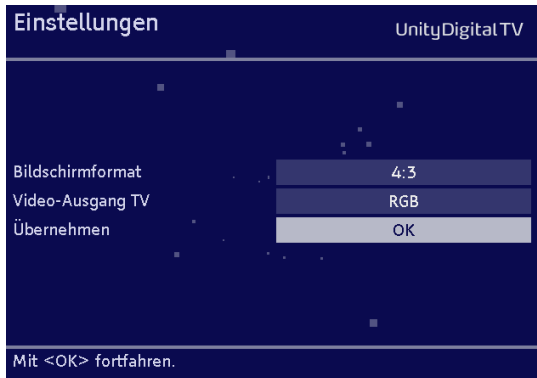 Einstellungen
UnityDigitalTV
Bildschirmformat 4:3
Video-Ausgang TV RGB
Übernehmen OK
Mit <OK> fortfahren.